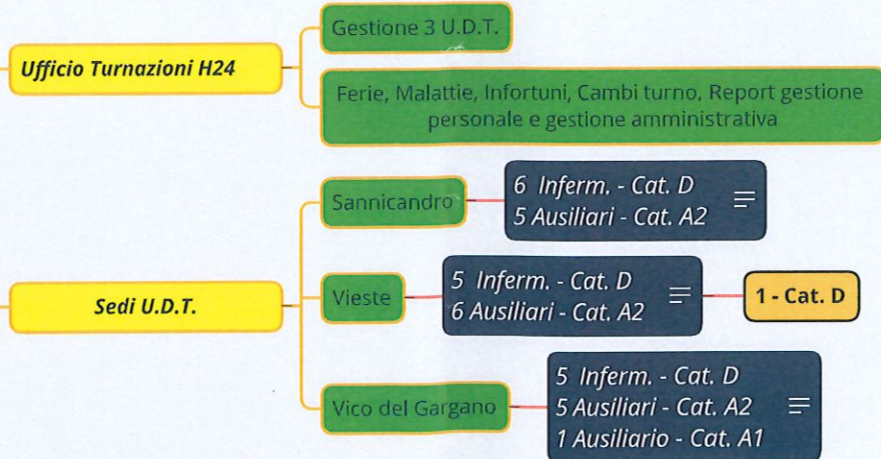 Ufficio Turnazioni H24
Gestione 3 U.D.T.
Ferie, Malattie, Infortuni, Cambi turno, Report gestione
personale e gestione amministrativa
Sedi U.D.T.
Sannicandro
6 Inferm. - Cat. D
5 Ausiliari - Cat. A2
Vieste
5 Inferm. - Cat. D
6 Ausiliari - Cat. A2
1 - Cat. D
Vico del Gargano
5 Inferm. - Cat. D
5 Ausiliari - Cat. A2
1 Ausiliario - Cat. A1